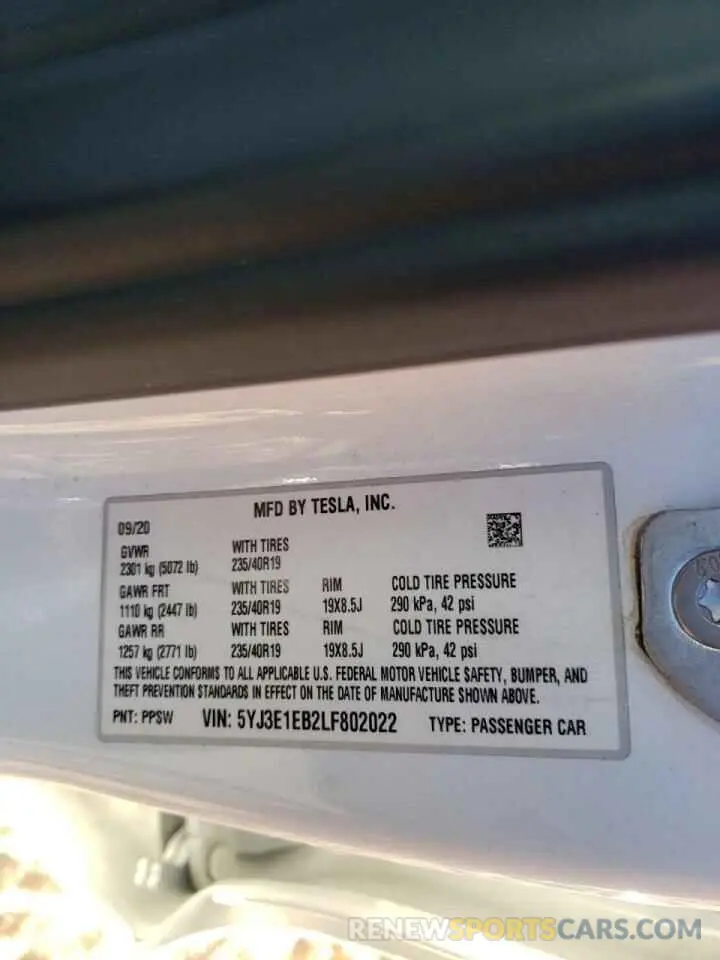 MFD BY TESLA, INC.
09/20
GVWR WITH TIRES
2301 kg (5072 lb) 235/40R19
GAWR FRT WITH TIRES RIM COLD TIRE PRESSURE
1110 kg (2447 lb) 235/40R19 19X8.5J 290 kPa, 42 psi
GAWR RR WITH TIRES RIM COLD TIRE PRESSURE
1257 kg (2771 lb) 235/40R19 19X8.5J 290 kPa, 42 psi
THIS VEHICLE CONFORMS TO ALL APPLICABLE U.S. FEDERAL MOTOR VEHICLE SAFETY, BUMPER, AND
THEFT PREVENTION STANDARDS IN EFFECT ON THE DATE OF MANUFACTURE SHOWN ABOVE.
PNT: PPSW VIN: 5YJ3E1EB2LF802022 TYPE: PASSENGER CAR
RENEWSPORTSCARS.COM